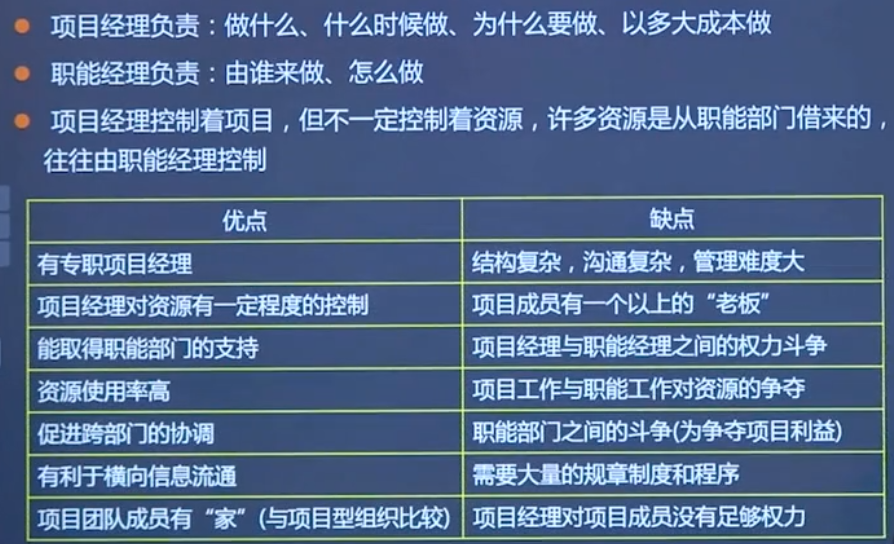 项目经理负责：做什么、什么时候做、为什么要做、以多大成本做
职能经理负责：由谁来做、怎么做
项目经理控制着项目，但不一定控制着资源，许多资源是从职能部门借来的，
往往由职能经理控制
优点 缺点
有专职项目经理 结构复杂，沟通复杂，管理难度大
项目经理对资源有一定程度的控制 项目成员有一个以上的“老板”
能取得职能部门的支持 项目经理与职能经理之间的权力斗争
资源使用率高 项目工作与职能工作对资源的争夺
促进跨部门的协调 职能部门之间的斗争(为争夺项目利益)
有利于横向信息流通 需要大量的规章制度和程序
项目团队成员有“家”(与项目型组织比较) 项目经理对项目成员没有足够权力